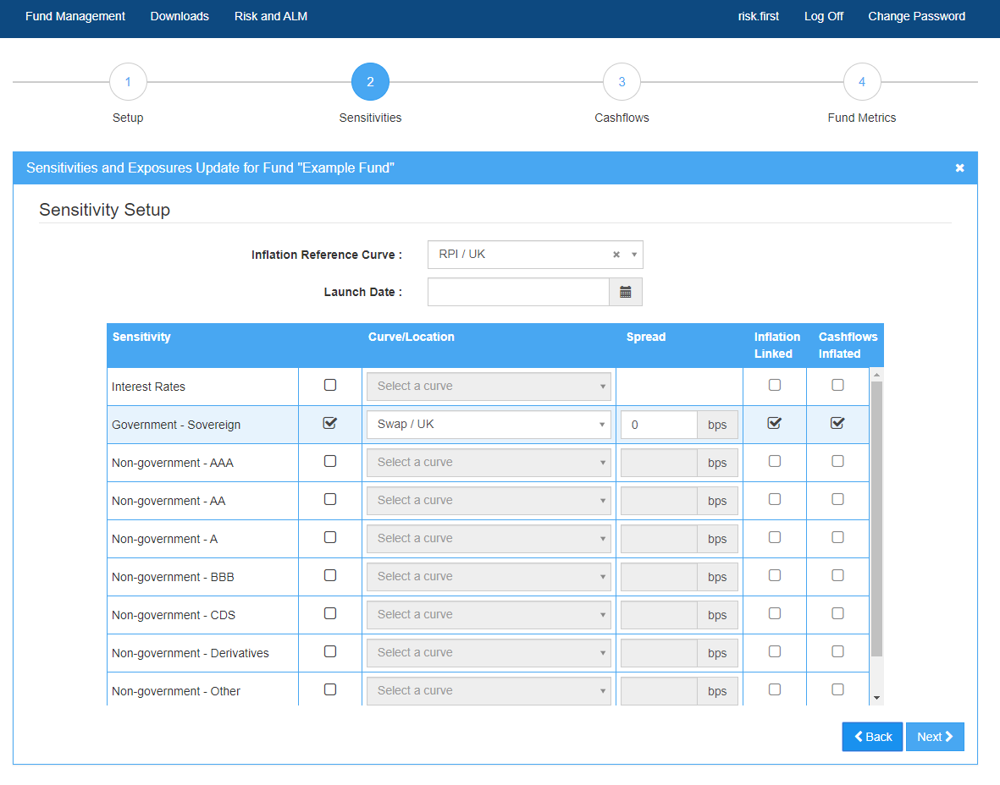 Fund Management Downloads Risk and ALM risk.first Log Off Change Password
1 2 3 4
Setup Sensitivities Cashflows Fund Metrics
Sensitivities and Exposures Update for Fund "Example Fund"
Sensitivity Setup
Inflation Reference Curve : RPI / UK
Launch Date :
Sensitivity Curve/Location Spread Inflation Linked Cashflows Inflated
Interest Rates Select a curve
Government - Sovereign Swap / UK 0 bps
Non-government - AAA Select a curve bps
Non-government - AA Select a curve bps
Non-government - A Select a curve bps
Non-government - BBB Select a curve bps
Non-government - CDS Select a curve bps
Non-government - Derivatives Select a curve bps
Non-government - Other Select a curve bps
Back Next